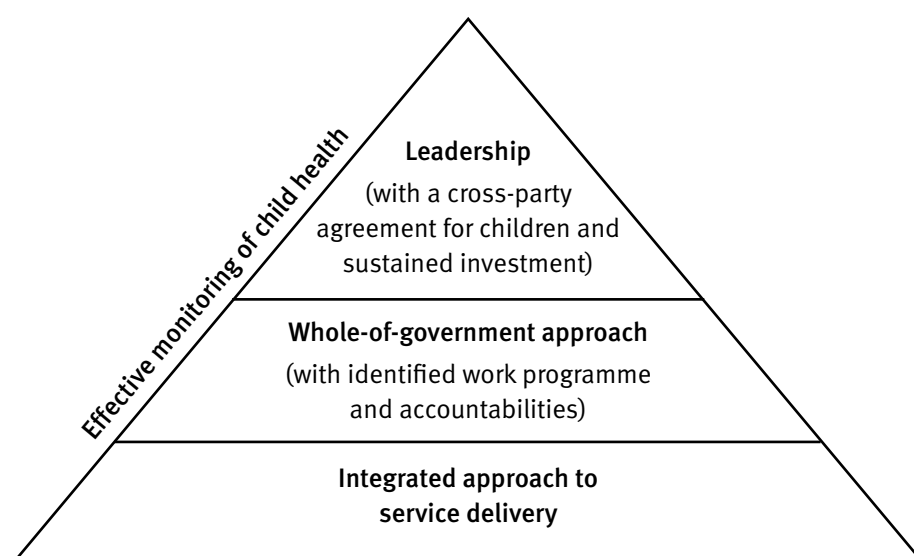 Effective monitoring of child health
Leadership
(with a cross-party
agreement for children and
sustained investment)
Whole-of-government approach
(with identified work programme
and accountabilities)
Integrated approach to
service delivery